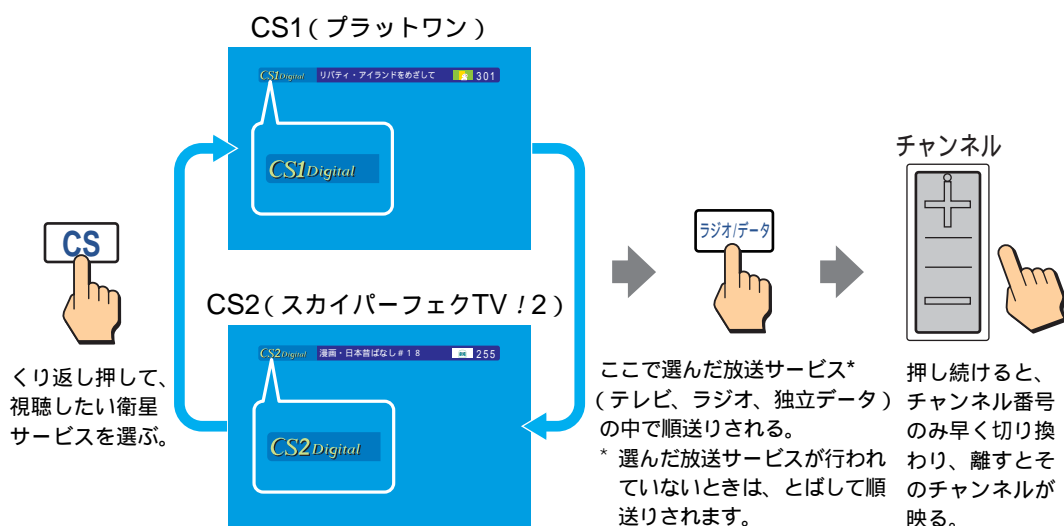 CS1(プラットワン)
CS1Digital リバティ・アイランドをめざして 301
CS1Digital
CS
くり返し押して、
視聴したい衛星
サービスを選ぶ。
CS2(スカイパーフェクTV!2)
CS2Digital 漫画・日本昔ばなし#18 255
CS2Digital
ラジオ/データ
ここで選んだ放送サービス*
(テレビ、ラジオ、独立データ)
の中で順送りされる。
* 選んだ放送サービスが行われ
ていないときは、とばして順
送りされます。
チャンネル
+
-
押し続けると、
チャンネル番号
のみ早く切り換
わり、離すとそ
のチャンネルが
映る。